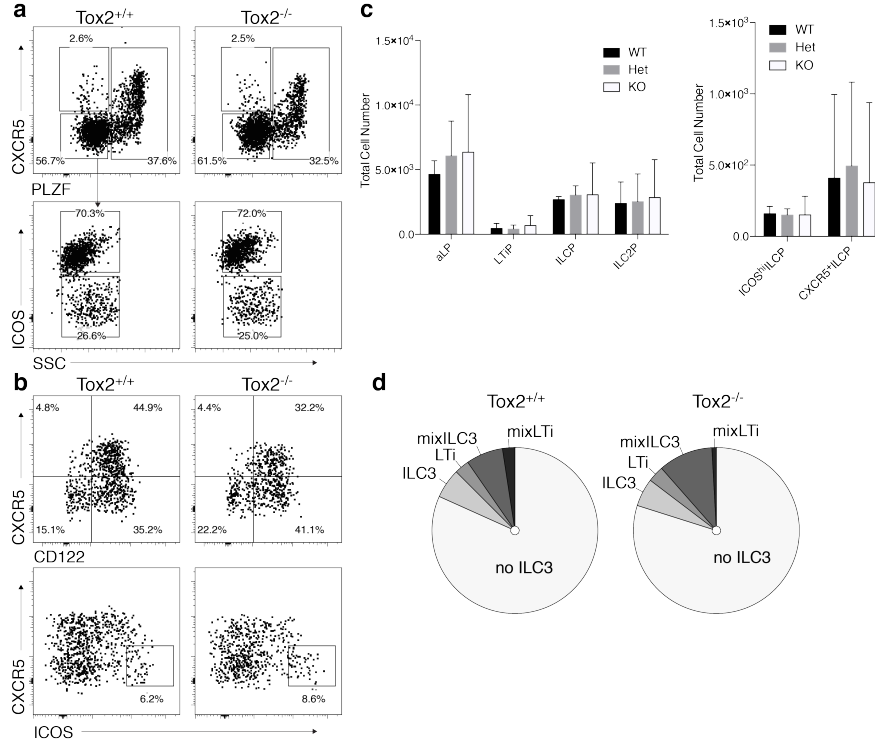 a
Tox2+/+
Tox2-/-
2.6%
2.5%
CXCR5
56.7%
37.6%
61.5%
32.5%
PLZF
70.3%
72.0%
ICOS
26.6%
25.0%
SSC
b
Tox2+/+
Tox2-/-
4.8%
44.9%
4.4%
32.2%
CXCR5
15.1%
35.2%
22.2%
41.1%
CD122
CXCR5
6.2%
8.6%
ICOS
c
1.5×10⁴
1.0×10⁴
5.0×10³
0.0
Total Cell Number
WT
Het
KO
aLP
LTiP
ILCP
ILC2P
1.5×10³
1.0×10³
5.0×10²
0.0
Total Cell Number
WT
Het
KO
ICOShiILCP
CXCR5+ILCP
d
Tox2+/+
mixILC3
mixLTi
LTi
ILC3
no ILC3
Tox2-/-
mixILC3
mixLTi
LTi
ILC3
no ILC3